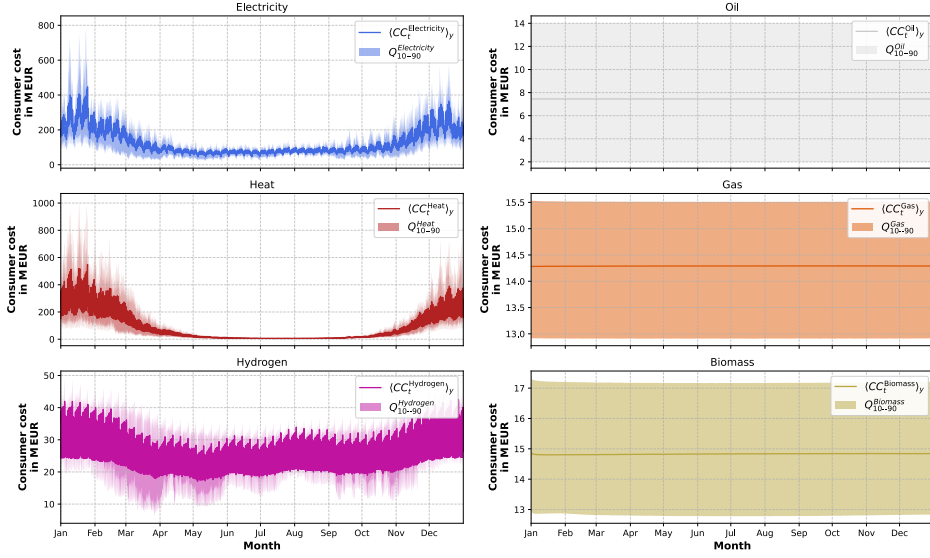 Electricity
Consumer cost
in MEUR
800
600
400
200
0
⟨CC_t^Electricity⟩_y
Q_10−90^Electricity
Oil
Consumer cost
in MEUR
14
12
10
8
6
4
2
⟨CC_t^Oil⟩_y
Q_10−90^Oil
Heat
Consumer cost
in MEUR
1000
800
600
400
200
0
⟨CC_t^Heat⟩_y
Q_10−90^Heat
Gas
Consumer cost
in MEUR
15.5
15.0
14.5
14.0
13.5
13.0
⟨CC_t^Gas⟩_y
Q_10--90^Gas
Hydrogen
Consumer cost
in MEUR
50
40
30
20
10
⟨CC_t^Hydrogen⟩_y
Q_10−90^Hydrogen
Jan Feb Mar Apr May Jun Jul Aug Sep Oct Nov Dec
Month
Biomass
Consumer cost
in MEUR
17
16
15
14
13
⟨CC_t^Biomass⟩_y
Q_10--90^Biomass
Jan Feb Mar Apr May Jun Jul Aug Sep Oct Nov Dec
Month